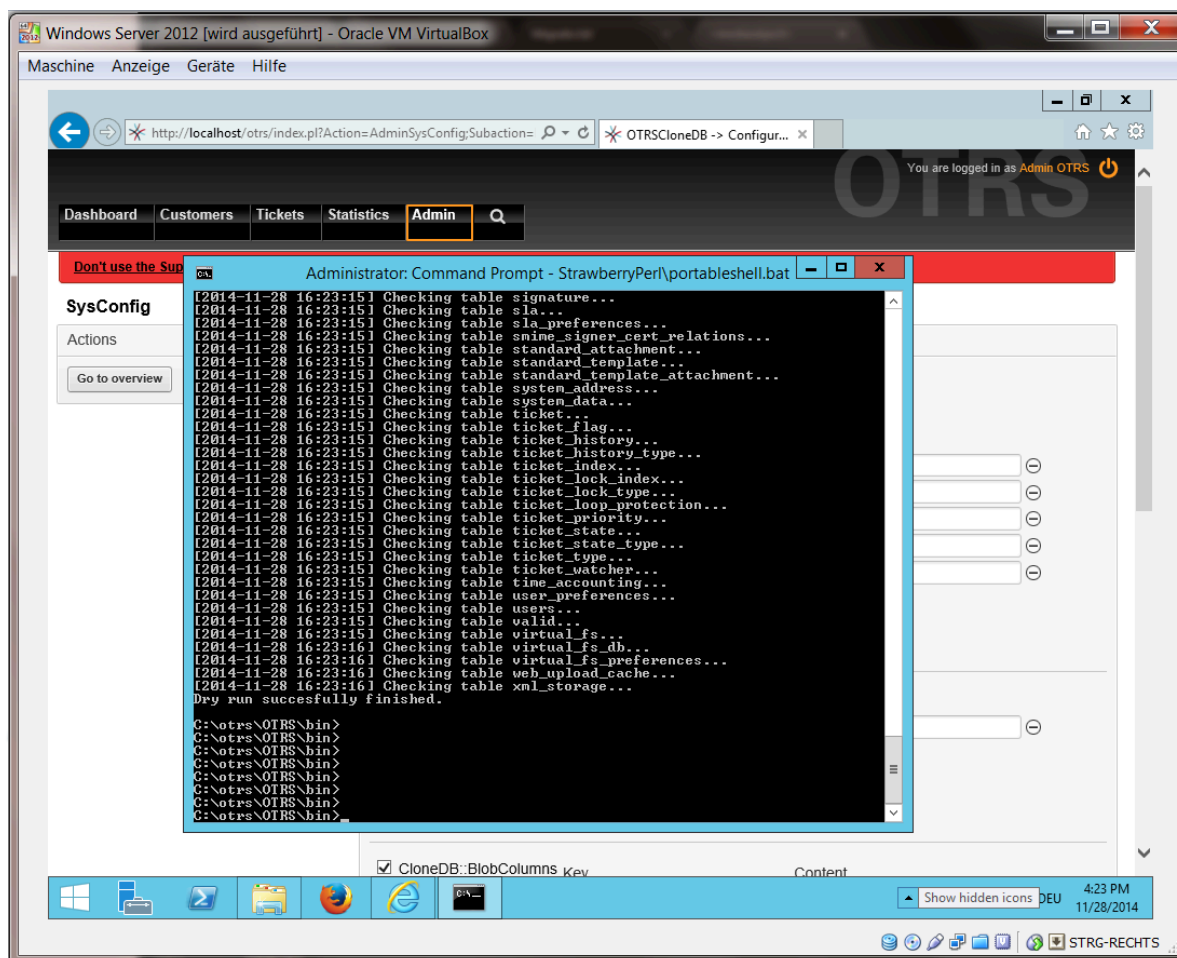 Windows Server 2012 [wird ausgeführt] - Oracle VM VirtualBox
Maschine Anzeige Geräte Hilfe
http://localhost/otrs/index.pl?Action=AdminSysConfig;Subaction=
OTRSCloneDB -> Configur...
OTRS
You are logged in as Admin OTRS
Dashboard Customers Tickets Statistics Admin
Don't use the Sup
Administrator: Command Prompt - StrawberryPerl\portableshell.bat
SysConfig
Actions
Go to overview
[2014-11-28 16:23:15] Checking table signature...
[2014-11-28 16:23:15] Checking table sla...
[2014-11-28 16:23:15] Checking table sla_preferences...
[2014-11-28 16:23:15] Checking table smime_signer_cert_relations...
[2014-11-28 16:23:15] Checking table standard_attachment...
[2014-11-28 16:23:15] Checking table standard_template...
[2014-11-28 16:23:15] Checking table standard_template_attachment...
[2014-11-28 16:23:15] Checking table system_address...
[2014-11-28 16:23:15] Checking table system_data...
[2014-11-28 16:23:15] Checking table ticket...
[2014-11-28 16:23:15] Checking table ticket_flag...
[2014-11-28 16:23:15] Checking table ticket_history...
[2014-11-28 16:23:15] Checking table ticket_history_type...
[2014-11-28 16:23:15] Checking table ticket_index...
[2014-11-28 16:23:15] Checking table ticket_lock_index...
[2014-11-28 16:23:15] Checking table ticket_lock_type...
[2014-11-28 16:23:15] Checking table ticket_loop_protection...
[2014-11-28 16:23:15] Checking table ticket_priority...
[2014-11-28 16:23:15] Checking table ticket_state...
[2014-11-28 16:23:15] Checking table ticket_state_type...
[2014-11-28 16:23:15] Checking table ticket_type...
[2014-11-28 16:23:15] Checking table ticket_watcher...
[2014-11-28 16:23:15] Checking table time_accounting...
[2014-11-28 16:23:15] Checking table user_preferences...
[2014-11-28 16:23:15] Checking table users...
[2014-11-28 16:23:15] Checking table valid...
[2014-11-28 16:23:15] Checking table virtual_fs...
[2014-11-28 16:23:16] Checking table virtual_fs_db...
[2014-11-28 16:23:16] Checking table virtual_fs_preferences...
[2014-11-28 16:23:16] Checking table web_upload_cache...
[2014-11-28 16:23:16] Checking table xml_storage...
Dry run succesfully finished.
C:\otrs\OTRS\bin>
C:\otrs\OTRS\bin>
C:\otrs\OTRS\bin>
C:\otrs\OTRS\bin>
C:\otrs\OTRS\bin>
C:\otrs\OTRS\bin>
C:\otrs\OTRS\bin>
C:\otrs\OTRS\bin>_
CloneDB::BlobColumns Key Content
Show hidden icons DEU
4:23 PM
11/28/2014
STRG-RECHTS